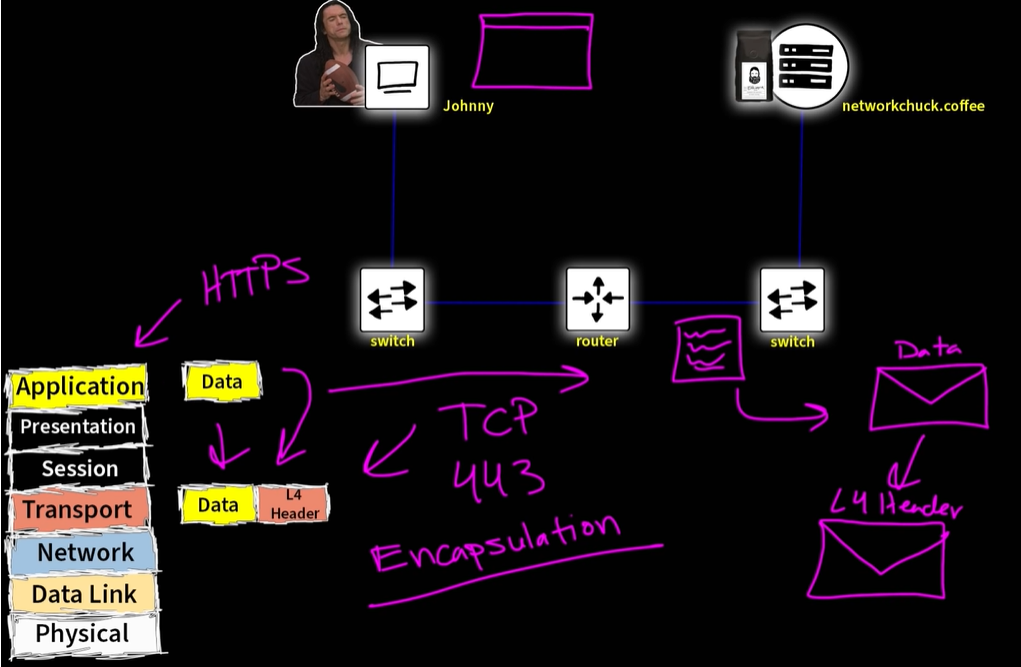 Johnny
networkchuck.coffee
HTTPS
switch
router
switch
Application
Presentation
Session
Transport
Network
Data Link
Physical
Data
Data
L4
Header
TCP
443
Encapsulation
Data
L4 Header